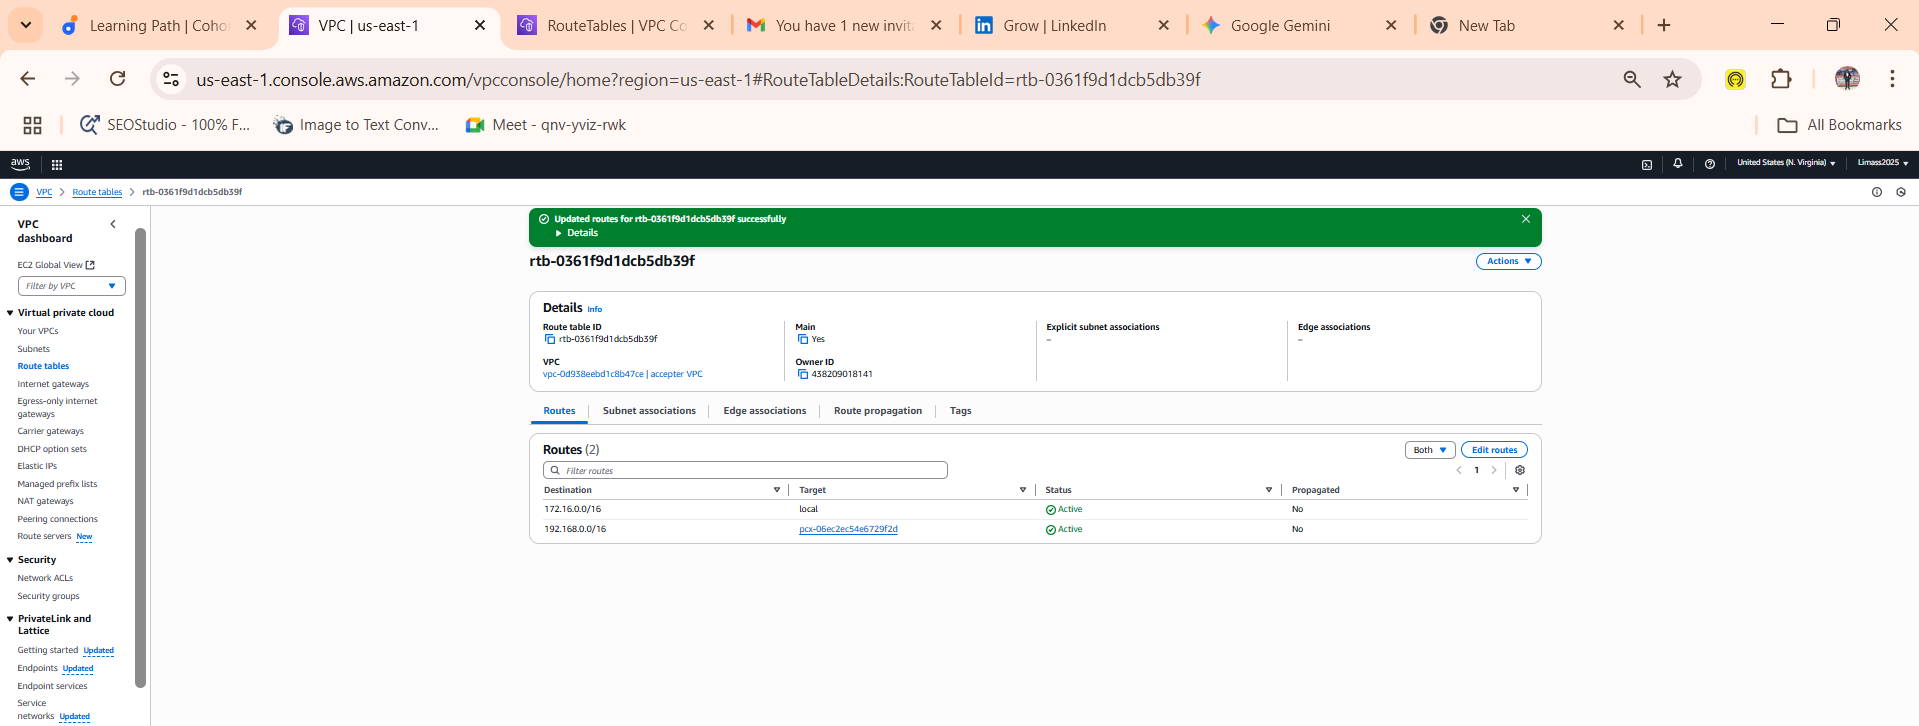 Learning Path | Coho
VPC | us-east-1
RouteTables | VPC Co
You have 1 new invita
Grow | LinkedIn
Google Gemini
New Tab
us-east-1.console.aws.amazon.com/vpcconsole/home?region=us-east-1#RouteTableDetails:RouteTableId=rtb-0361f9d1dcb5db39f
SEOStudio - 100% F...
Image to Text Conv...
Meet - qnv-yviz-rwk
All Bookmarks
aws
United States (N. Virginia)
Limass2025
VPC
Route tables
rtb-0361f9d1dcb5db39f
VPC
dashboard
EC2 Global View
Filter by VPC
Virtual private cloud
Your VPCs
Subnets
Route tables
Internet gateways
Egress-only internet
gateways
Carrier gateways
DHCP option sets
Elastic IPs
Managed prefix lists
NAT gateways
Peering connections
Route servers New
Security
Network ACLs
Security groups
PrivateLink and
Lattice
Getting started Updated
Endpoints Updated
Endpoint services
Service
networks Updated
Updated routes for rtb-0361f9d1dcb5db39f successfully
Details
rtb-0361f9d1dcb5db39f
Actions
Details Info
Route table ID
rtb-0361f9d1dcb5db39f
Main
Yes
Explicit subnet associations
–
Edge associations
–
VPC
vpc-0d938eebd1c8b47ce | accepter VPC
Owner ID
438209018141
Routes
Subnet associations
Edge associations
Route propagation
Tags
Routes (2)
Both
Edit routes
Filter routes
1
Destination Target Status Propagated
172.16.0.0/16 local Active No
192.168.0.0/16 pcx-06ec2ec54e6729f2d Active No